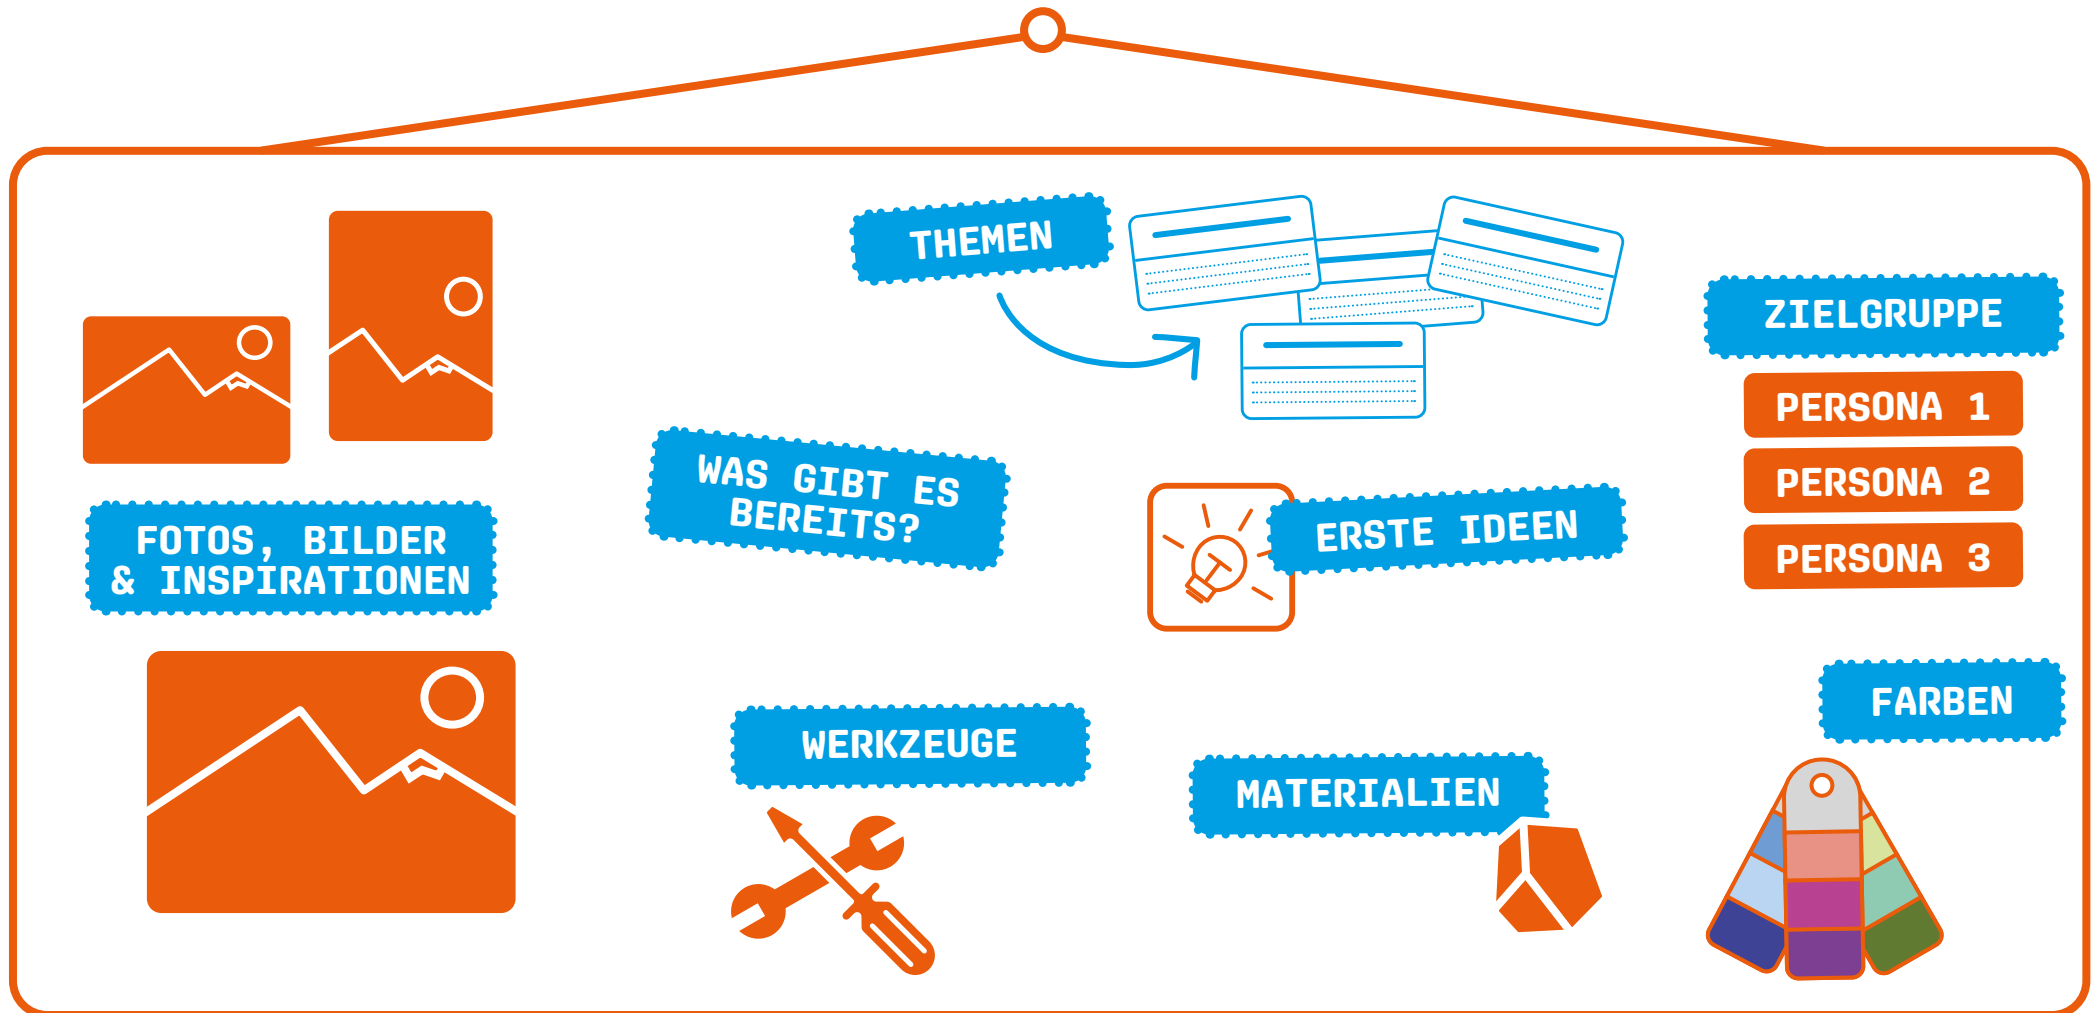 THEMEN
ZIELGRUPPE
PERSONA 1
PERSONA 2
PERSONA 3
WAS GIBT ES
BEREITS?
ERSTE IDEEN
FOTOS, BILDER
& INSPIRATIONEN
FARBEN
WERKZEUGE
MATERIALIEN